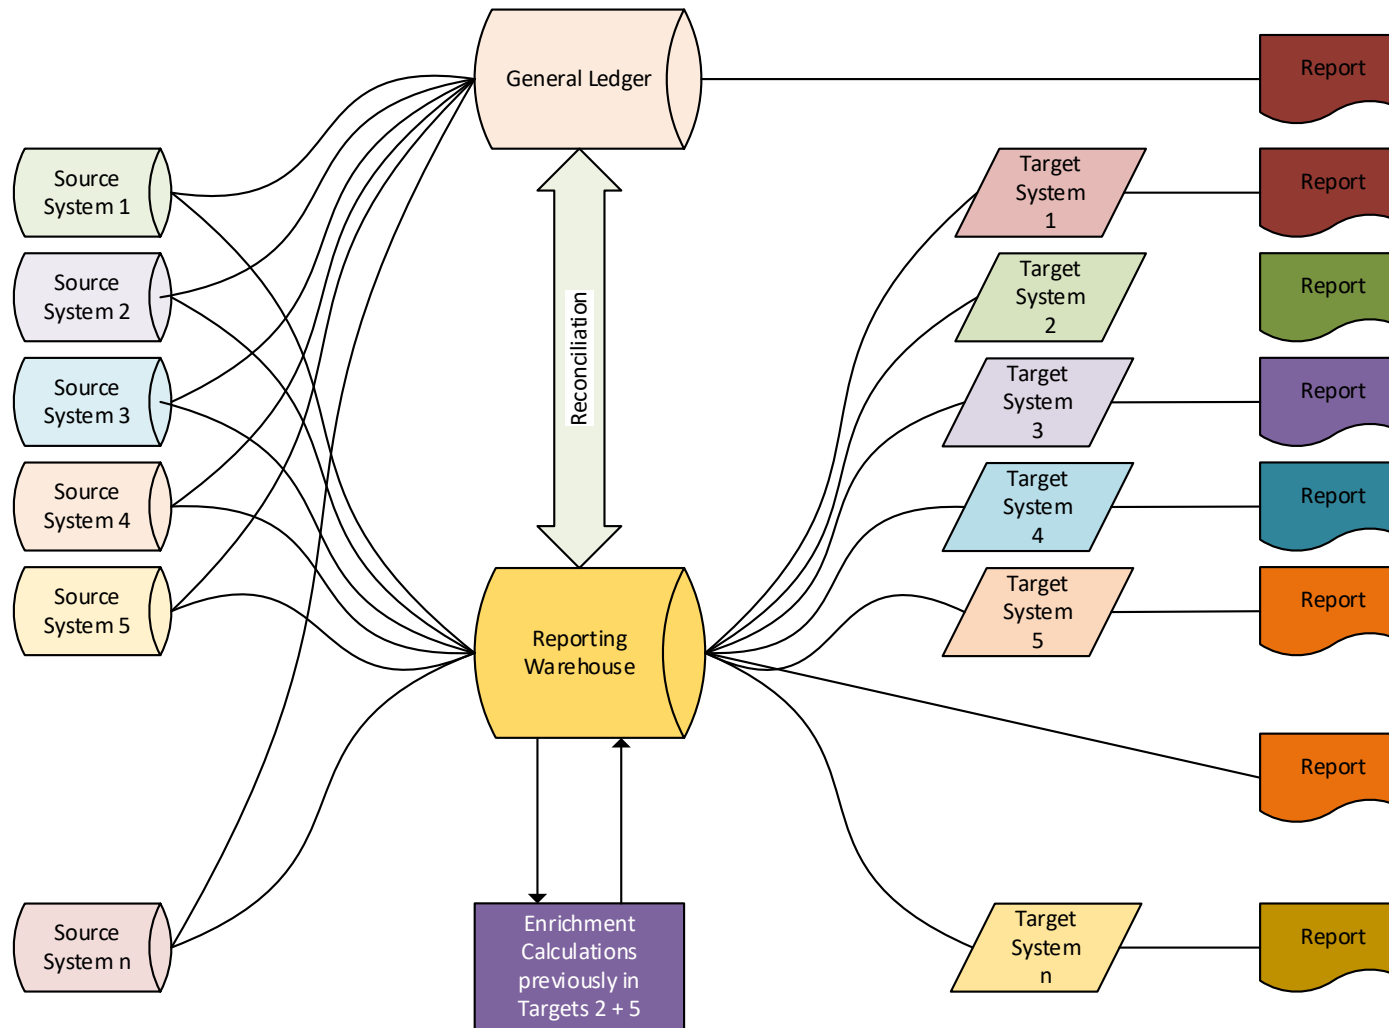 General Ledger
Report
Source
System 1
Target
System
1
Report
Source
System 2
Target
System
2
Report
Reconciliation
Source
System 3
Target
System
3
Report
Source
System 4
Target
System
4
Report
Source
System 5
Target
System
5
Report
Reporting
Warehouse
Report
Source
System n
Enrichment
Calculations
previously in
Targets 2 + 5
Target
System
n
Report